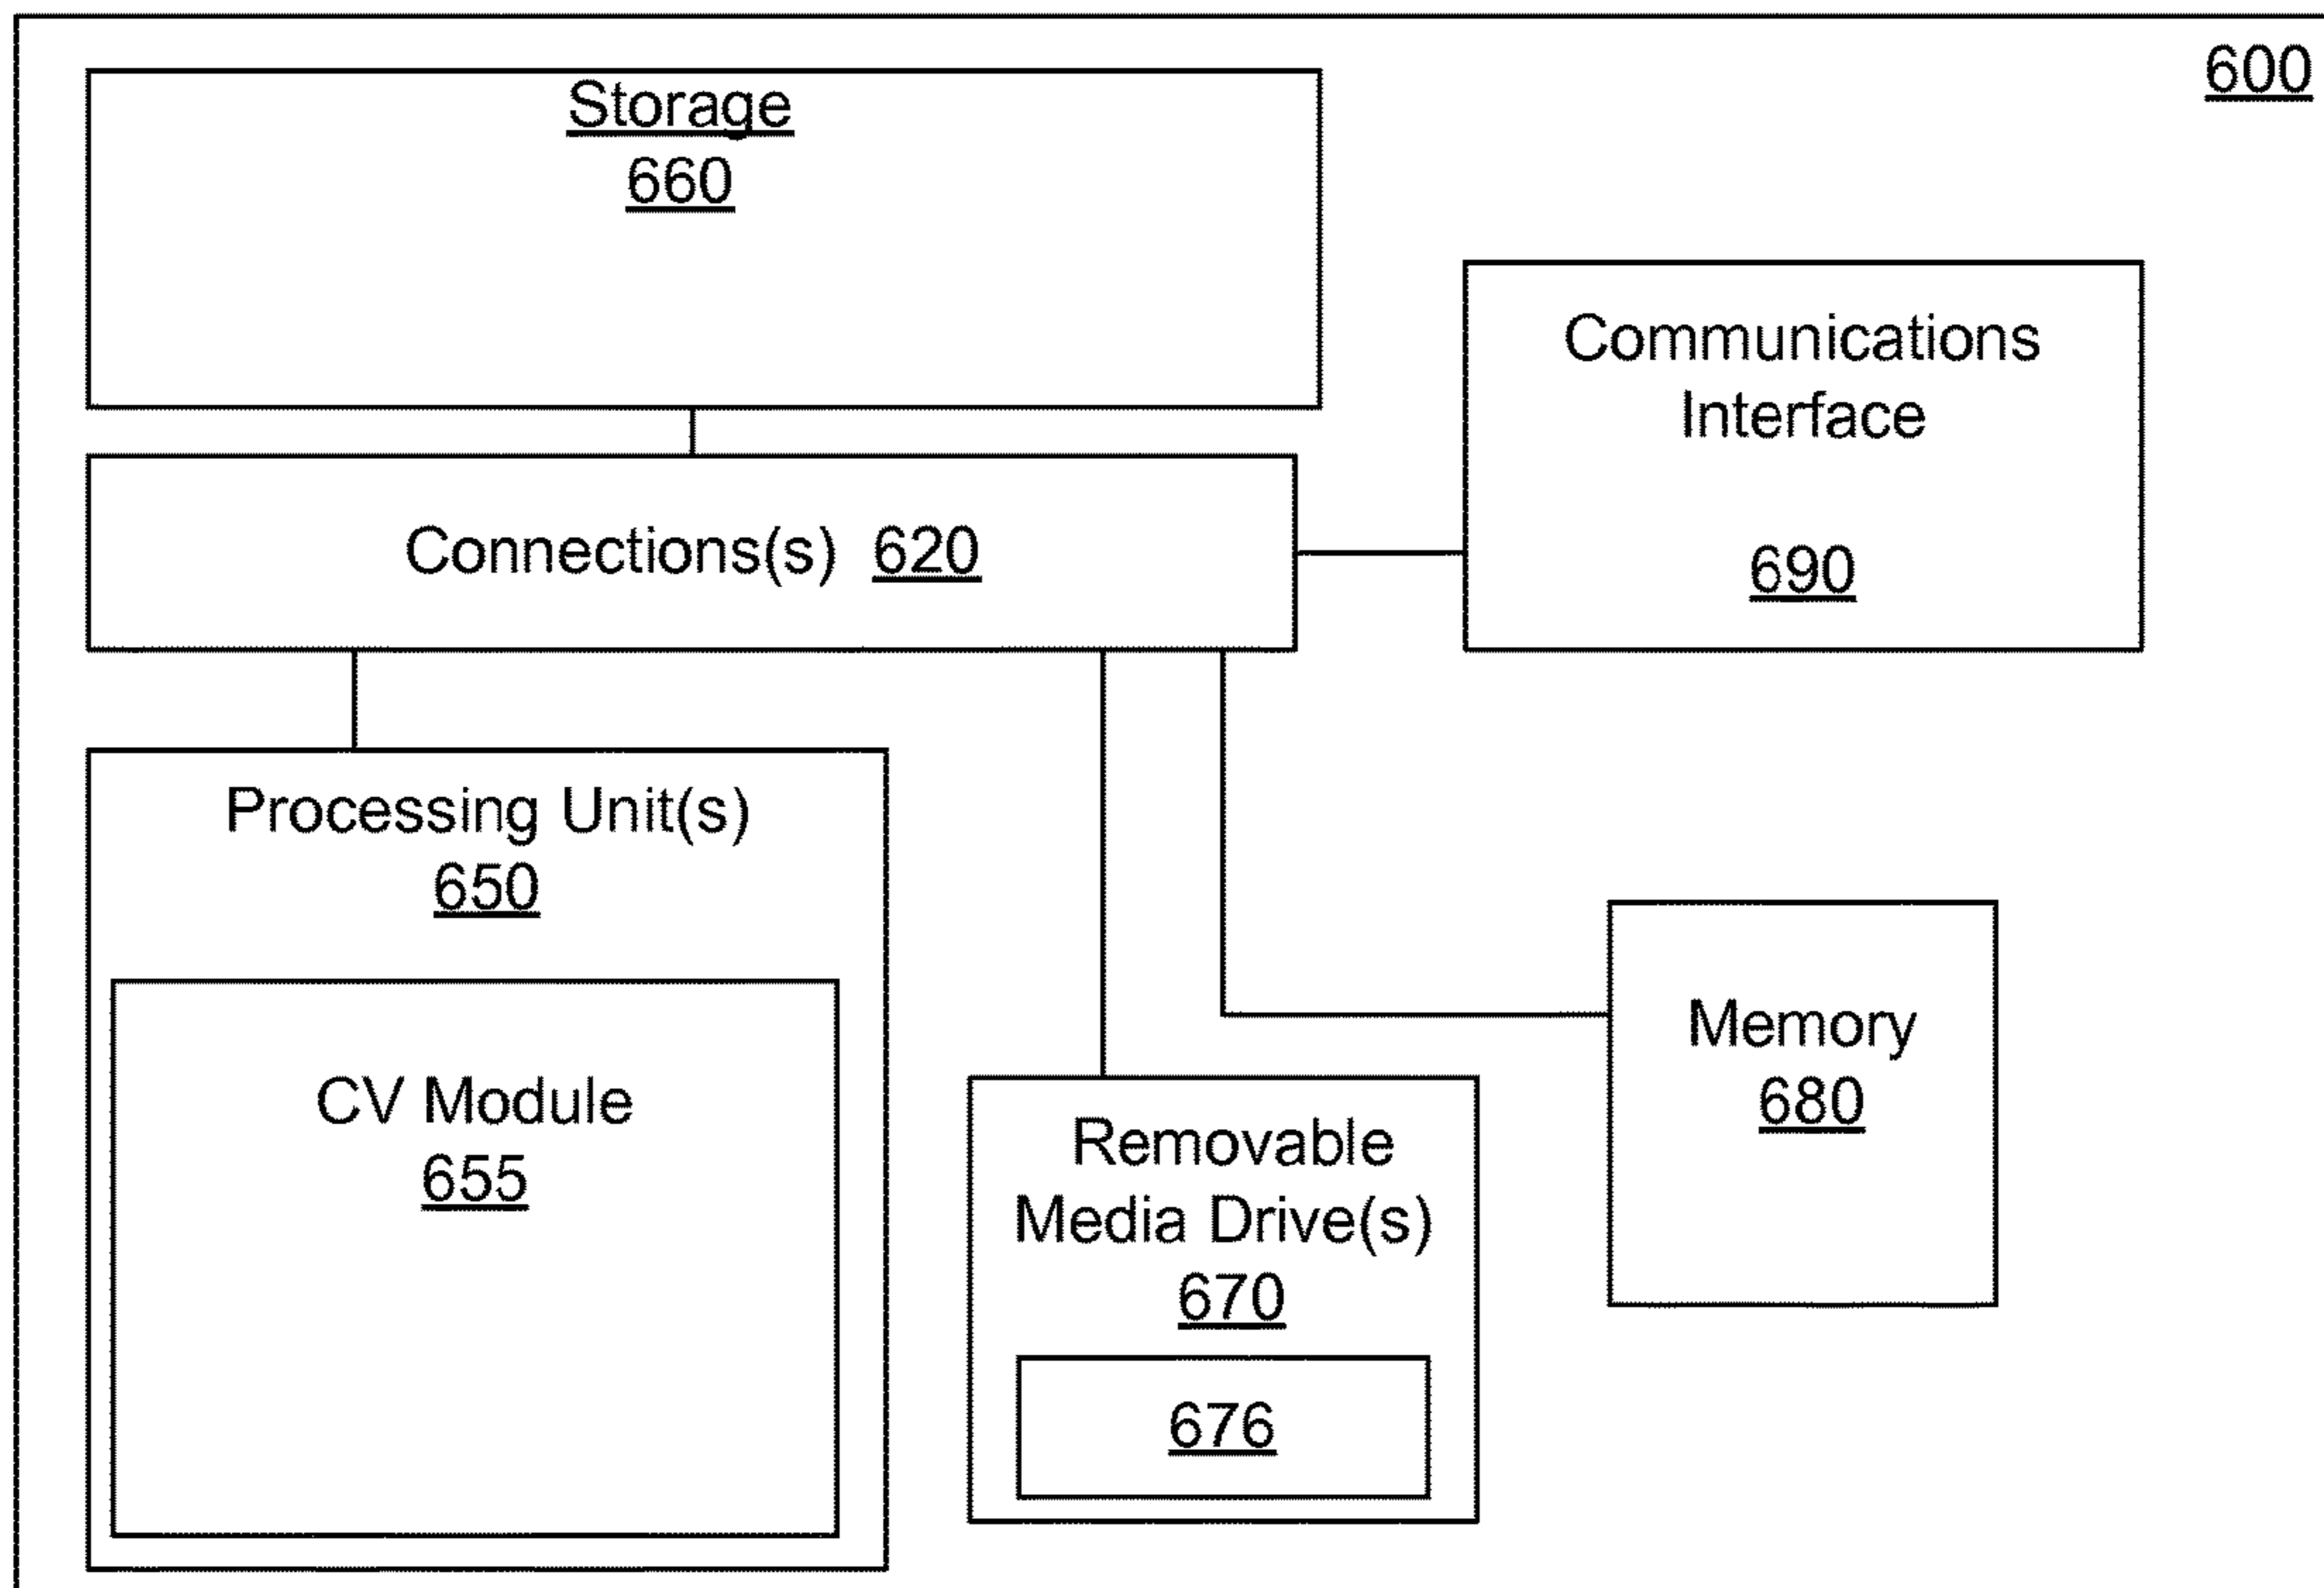 600
Storage
660
Communications
Interface
690
Connections(s) 620
Processing Unit(s)
650
CV Module
655
Removable
Media Drive(s)
670
676
Memory
680